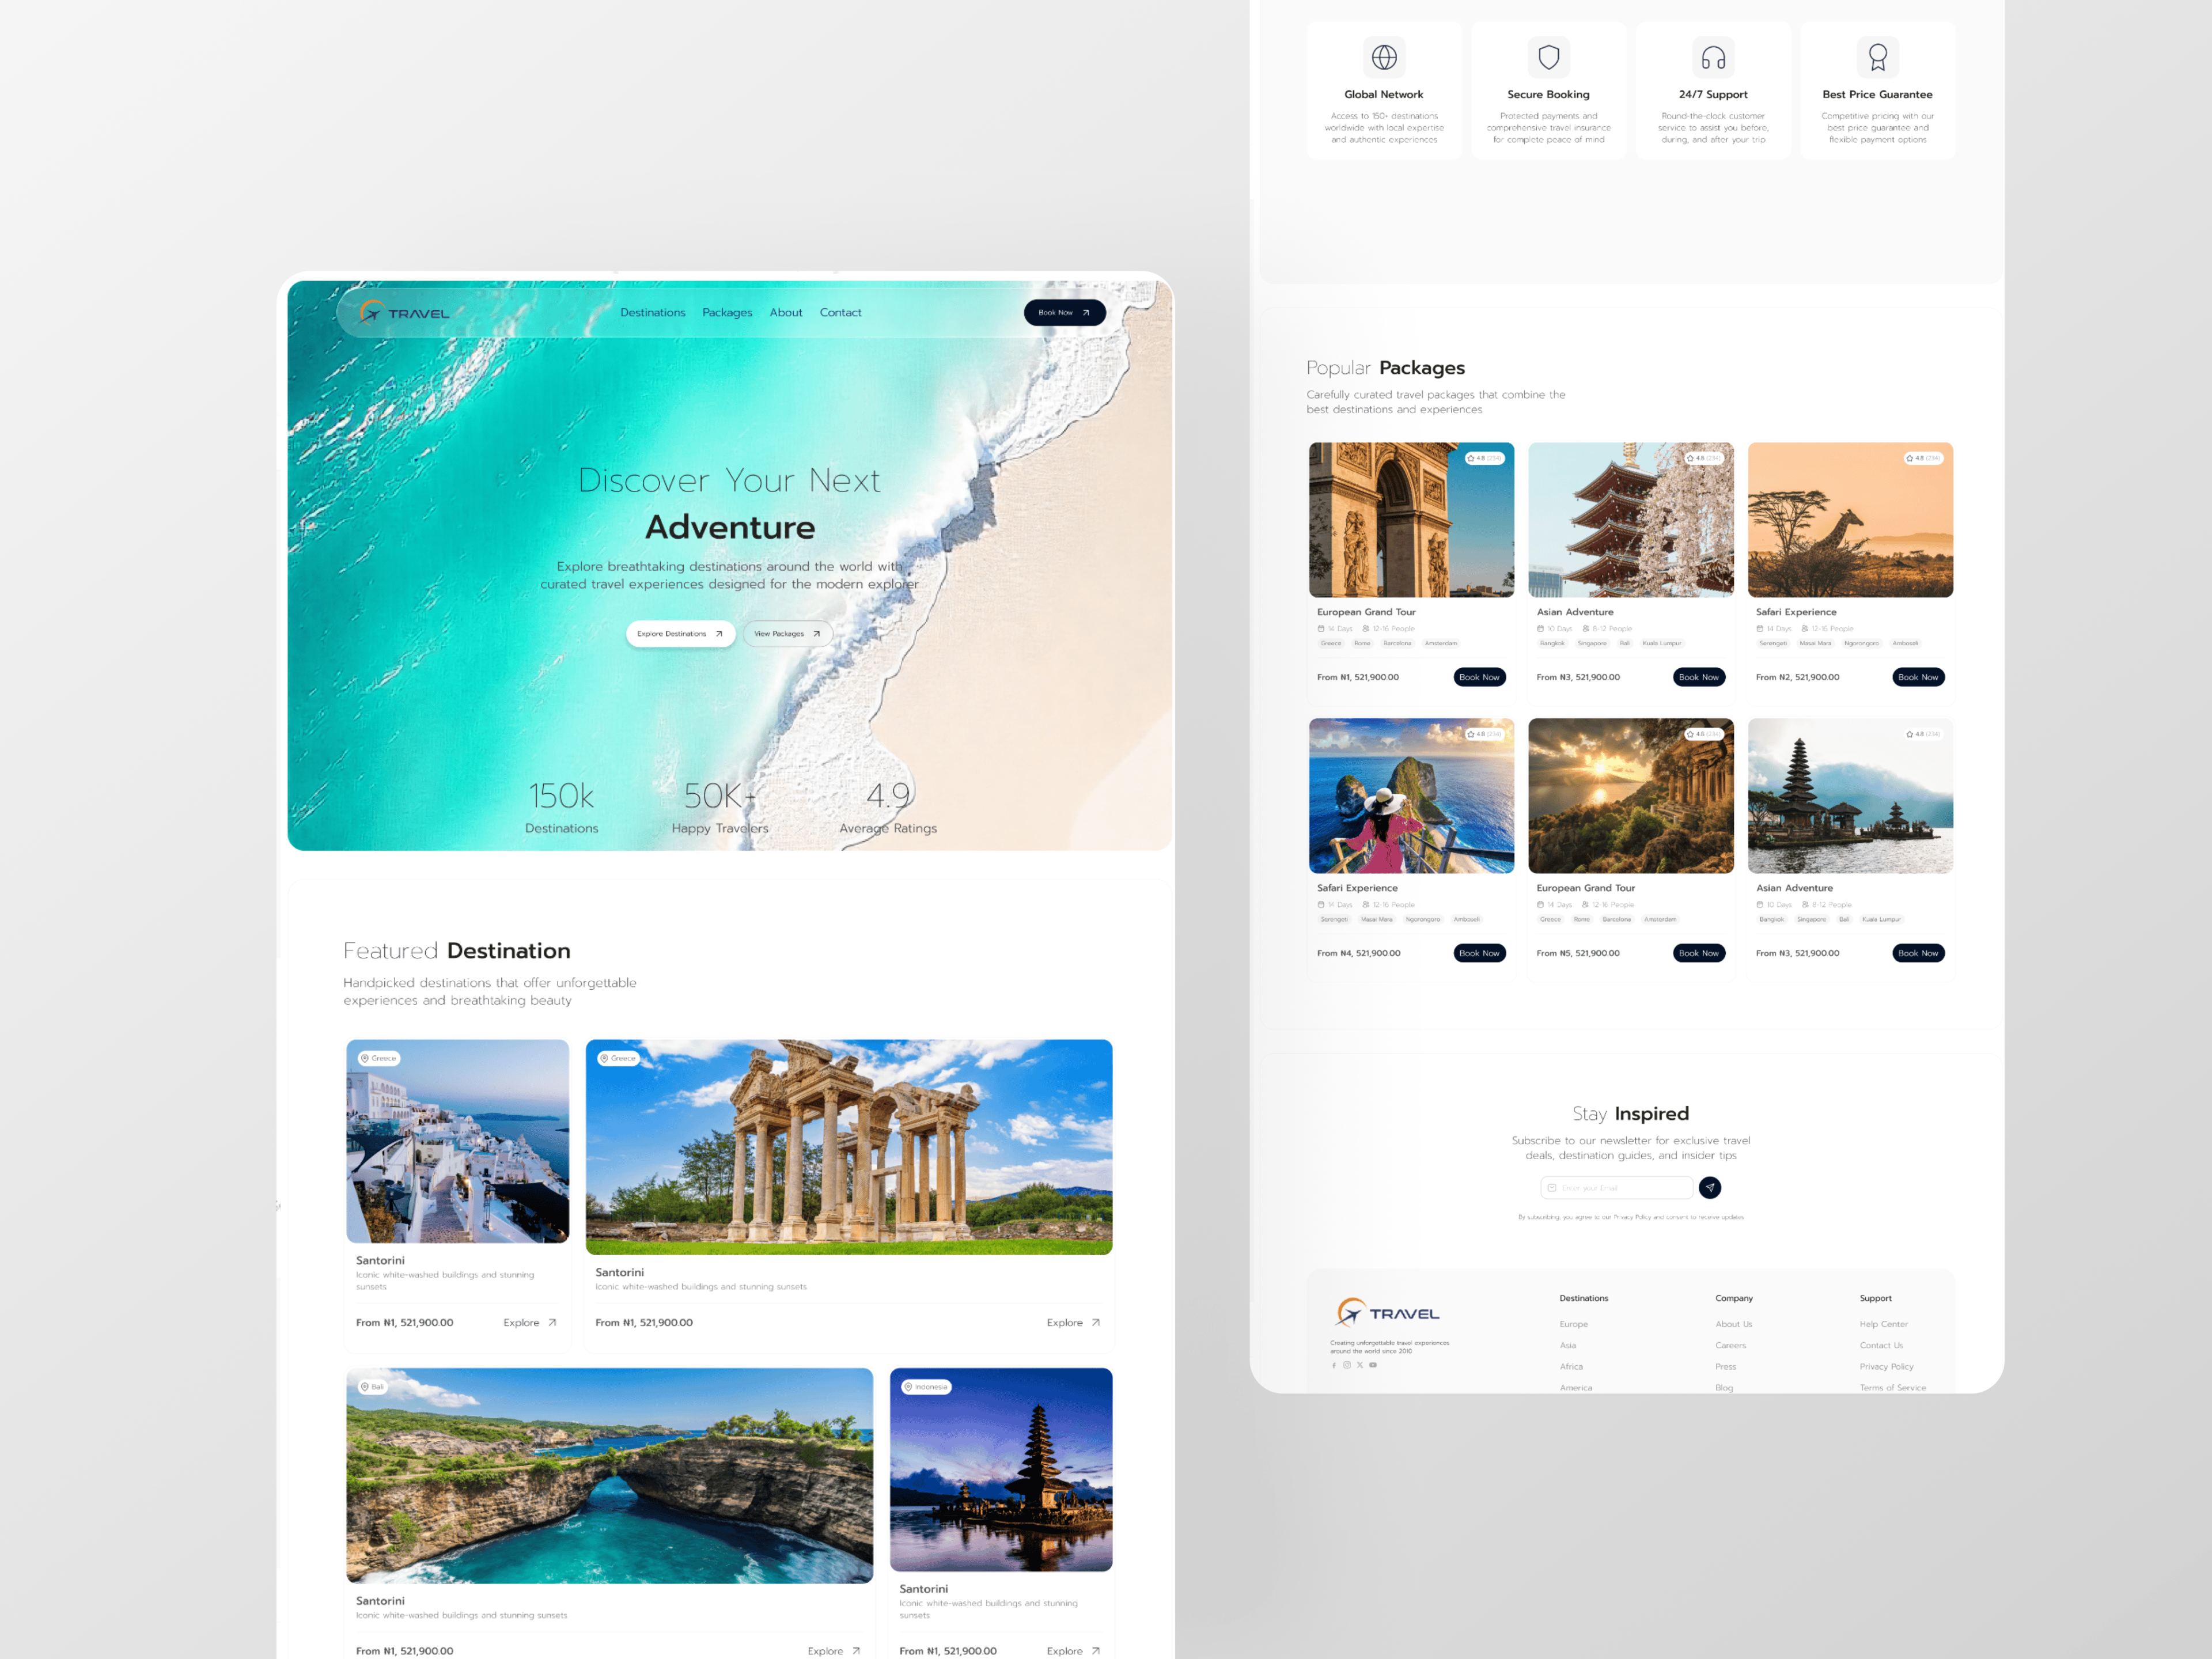 TRAVEL
Destinations Packages About Contact
Book Now
Discover Your Next
Adventure
Explore breathtaking destinations around the world with
curated travel experiences designed for the modern explorer
Explore Destinations
View Packages
150k
Destinations
50K+
Happy Travelers
4.9
Average Ratings
Featured Destination
Handpicked destinations that offer unforgettable
experiences and breathtaking beauty
Greece
Santorini
Iconic white-washed buildings and stunning
sunsets
From ₦1, 521,900.00
Explore
Greece
Santorini
Iconic white-washed buildings and stunning sunsets
From ₦1, 521,900.00
Explore
Bali
Santorini
Iconic white-washed buildings and stunning sunsets
From ₦1, 521,900.00
Explore
Indonesia
Santorini
Iconic white-washed buildings and stunning
sunsets
From ₦1, 521,900.00
Explore
Global Network
Access to 150+ destinations
worldwide with local expertise
and authentic experiences
Secure Booking
Protected payments and
comprehensive travel insurance
for complete peace of mind
24/7 Support
Round-the-clock customer
service to assist you before,
during, and after your trip
Best Price Guarantee
Competitive pricing with our
best price guarantee and
flexible payment options
Popular Packages
Carefully curated travel packages that combine the
best destinations and experiences
4.8 (234)
European Grand Tour
14 Days 12-16 People
Greece Rome Barcelona Amsterdam
From ₦1, 521,900.00
Book Now
4.8 (234)
Asian Adventure
10 Days 8-12 People
Bangkok Singapore Bali Kuala Lumpur
From ₦3, 521,900.00
Book Now
4.8 (234)
Safari Experience
14 Days 12-16 People
Serengeti Masai Mara Ngorongoro Amboseli
From ₦2, 521,900.00
Book Now
4.8 (234)
Safari Experience
14 Days 12-16 People
Serengeti Masai Mara Ngorongoro Amboseli
From ₦4, 521,900.00
Book Now
4.8 (234)
European Grand Tour
14 Days 12-16 People
Greece Rome Barcelona Amsterdam
From ₦5, 521,900.00
Book Now
4.8 (234)
Asian Adventure
10 Days 8-12 People
Bangkok Singapore Bali Kuala Lumpur
From ₦3, 521,900.00
Book Now
Stay Inspired
Subscribe to our newsletter for exclusive travel
deals, destination guides, and insider tips
Enter your Email
By subscribing, you agree to our Privacy Policy and consent to receive updates
TRAVEL
Creating unforgettable travel experiences
around the world since 2010.
Destinations
Europe
Asia
Africa
America
Company
About Us
Careers
Press
Blog
Support
Help Center
Contact Us
Privacy Policy
Terms of Service